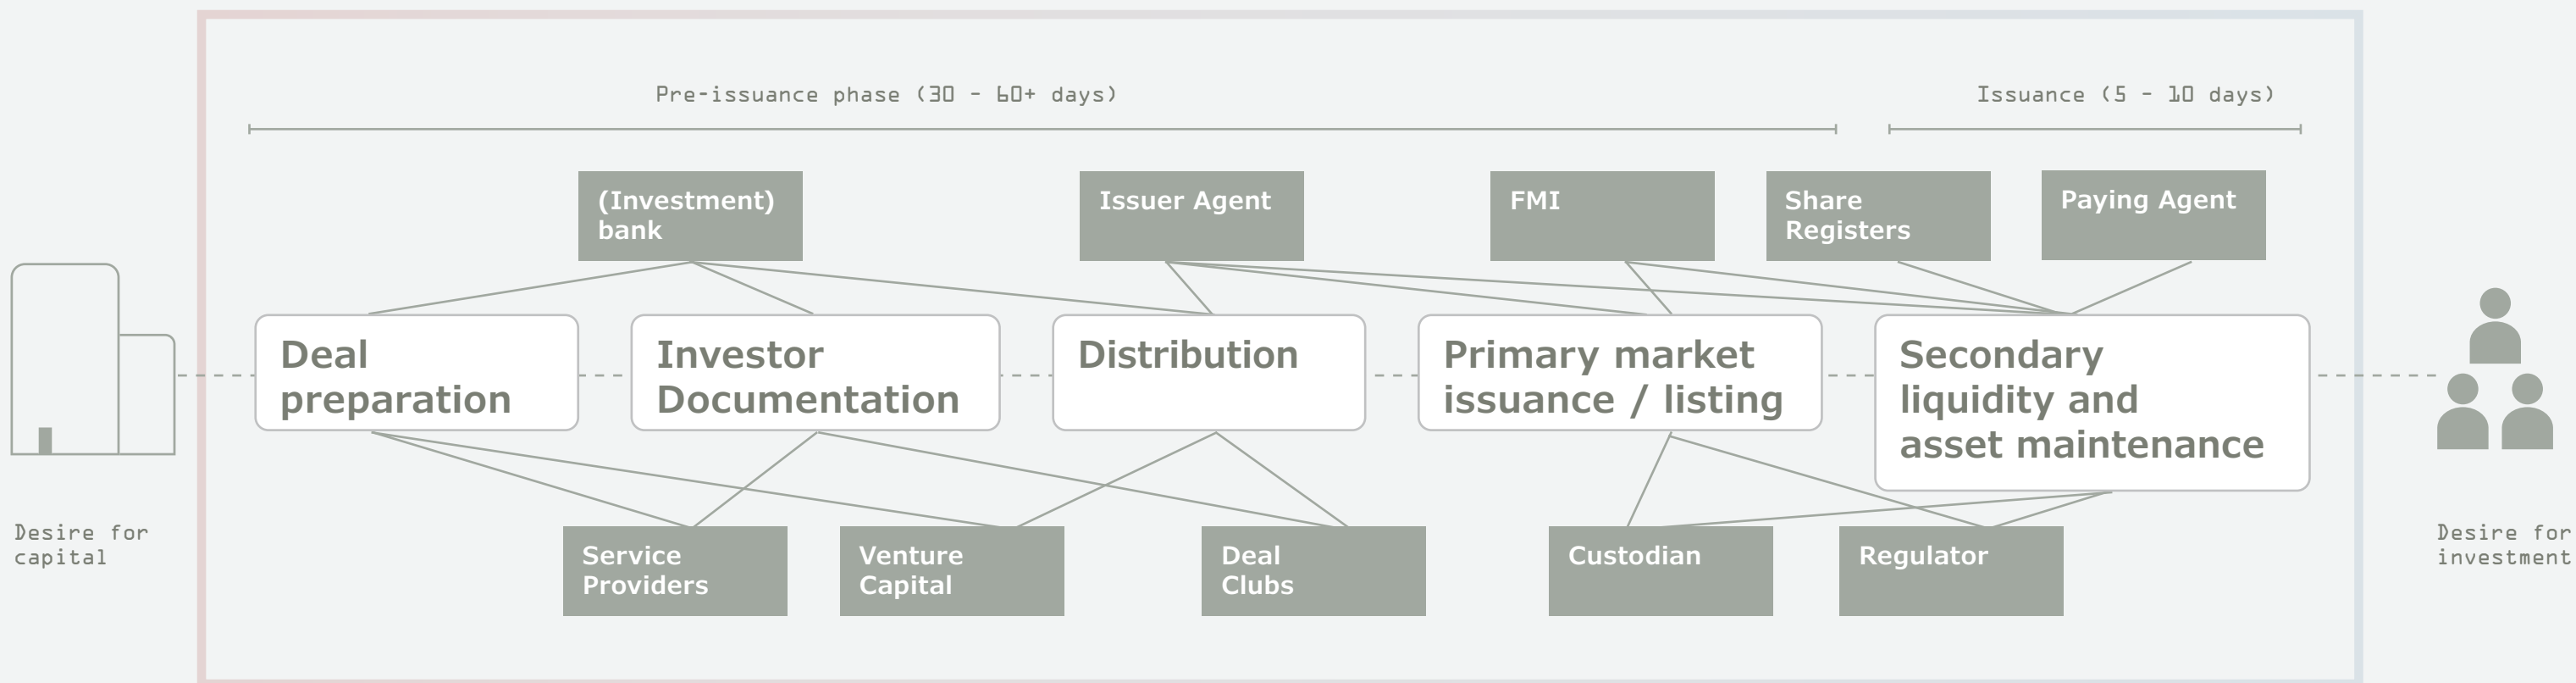 Pre-issuance phase (30 - 60+ days)
Issuance (5 - 10 days)
(Investment)
bank
Issuer Agent
FMI
Share
Registers
Paying Agent
Deal
preparation
Investor
Documentation
Distribution
Primary market
issuance / listing
Secondary
liquidity and
asset maintenance
Desire for
capital
Desire for
investment
Service
Providers
Venture
Capital
Deal
Clubs
Custodian
Regulator